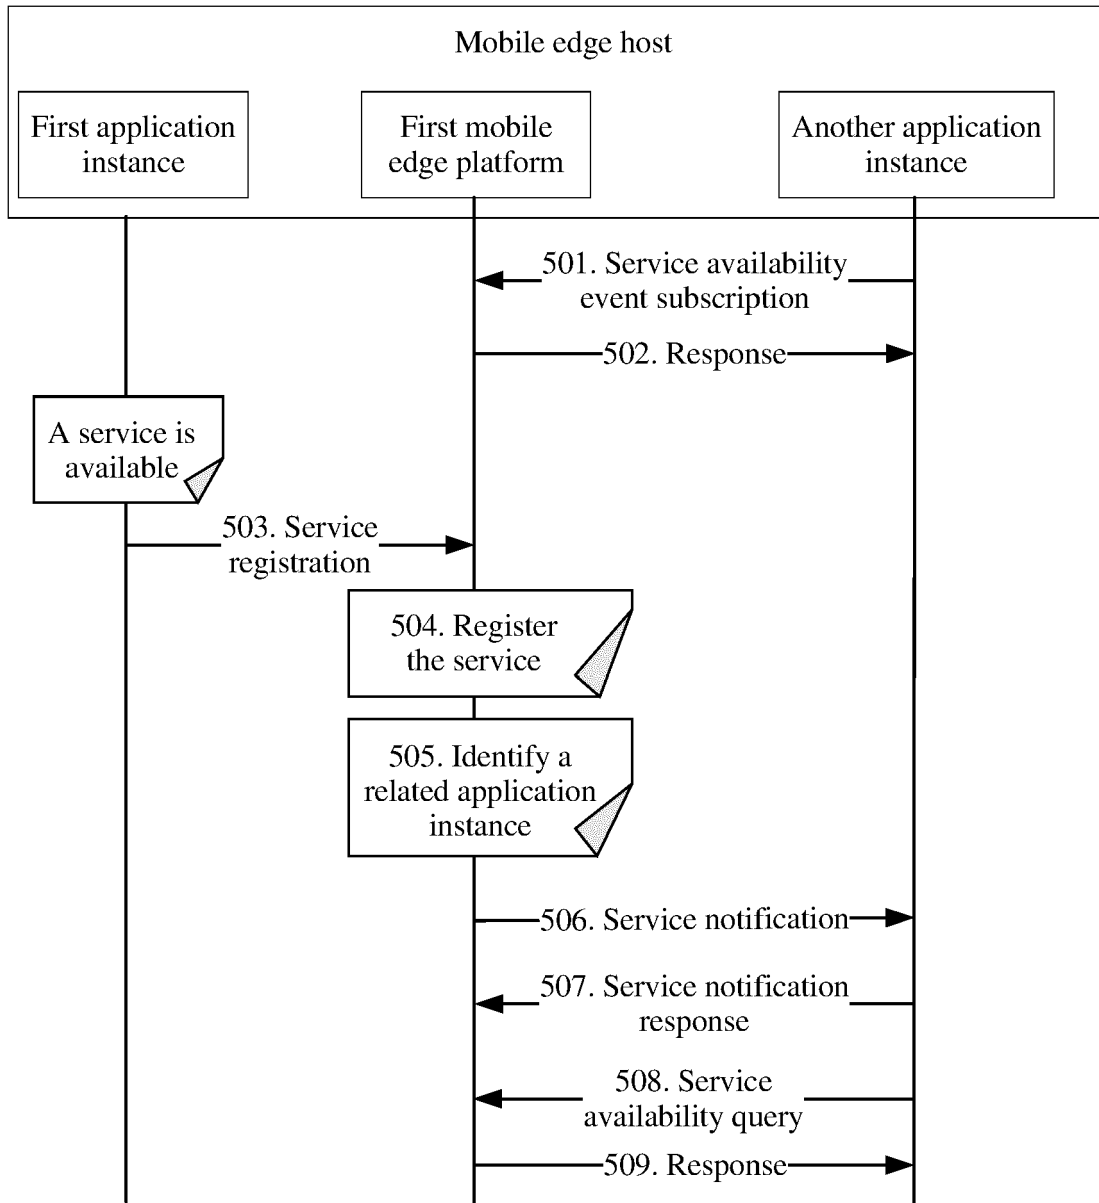 Mobile edge host
First application
instance
First mobile
edge platform
Another application
instance
501. Service availability
event subscription
502. Response
A service is
available
503. Service
registration
504. Register
the service
505. Identify a
related application
instance
506. Service notification
507. Service notification
response
508. Service
availability query
509. Response